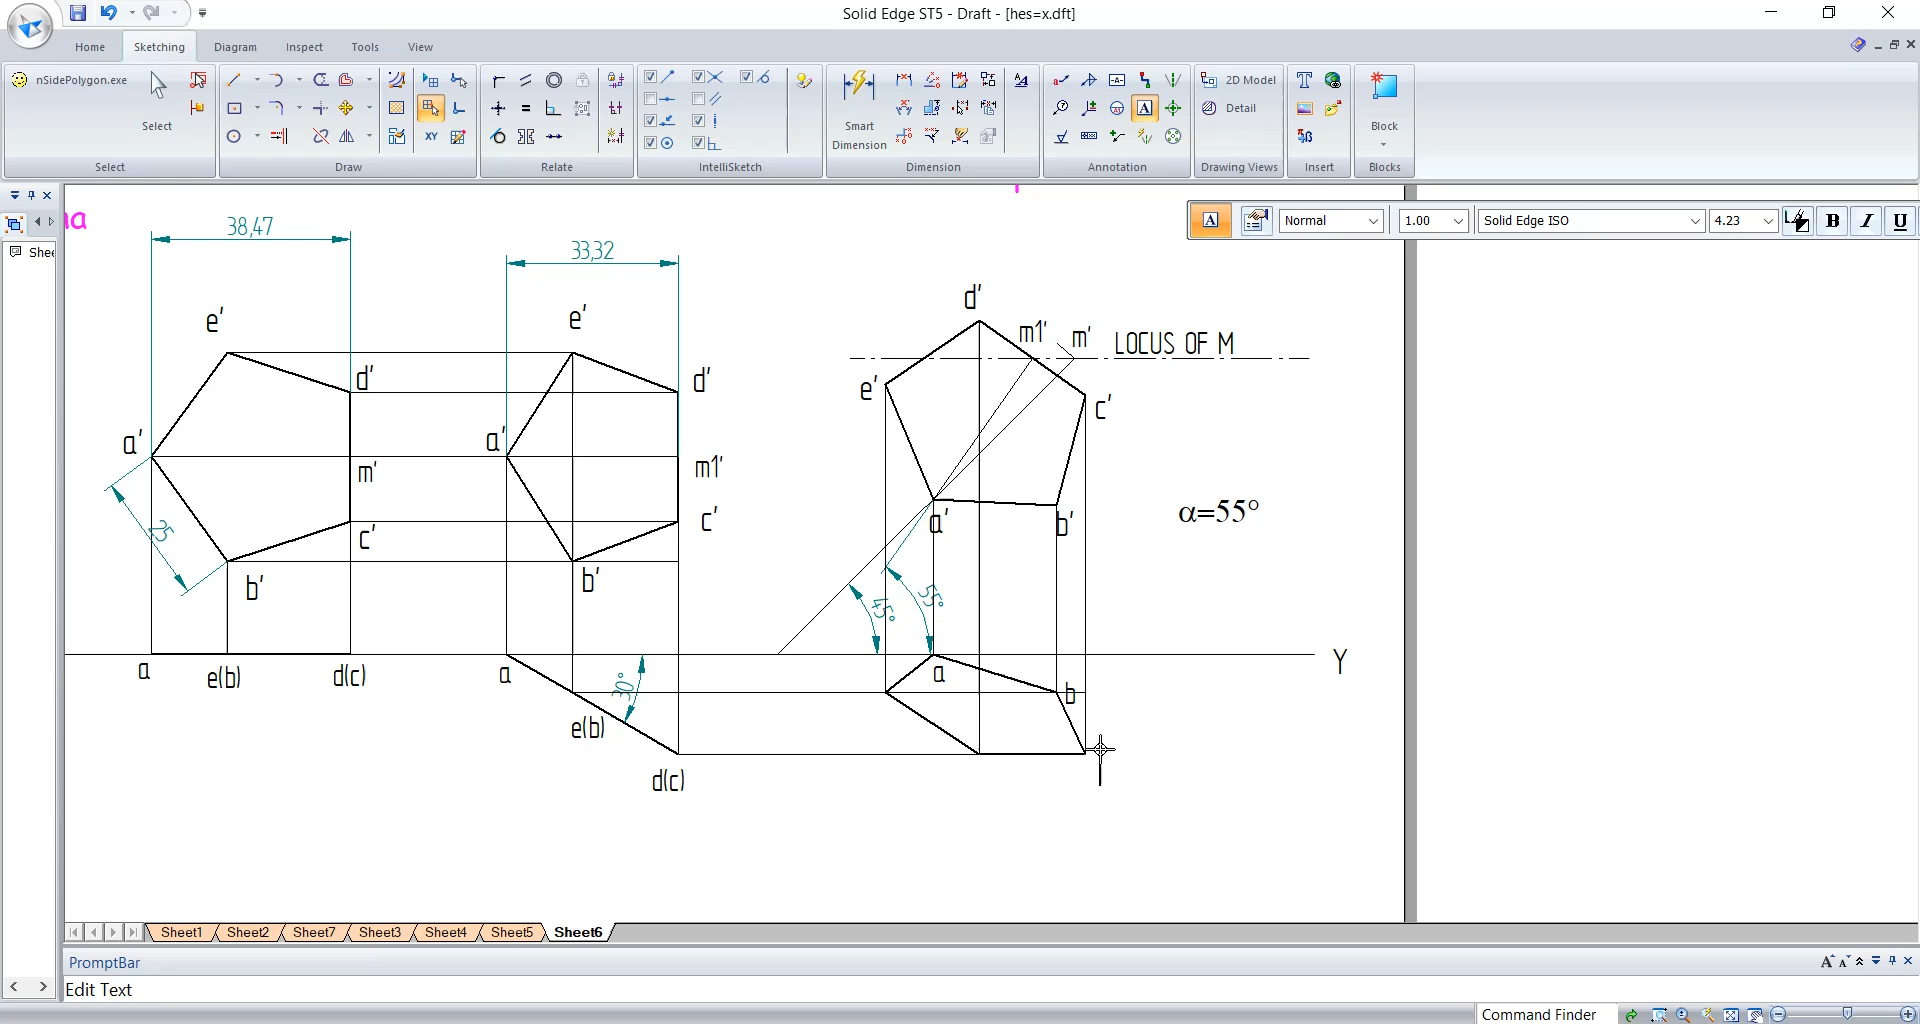 Solid Edge ST5 - Draft - [hes=x.dft]
Home Sketching Diagram Inspect Tools View
nSidePolygon.exe
Select
Smart
Dimension
2D Model
Detail
Block
Select Draw Relate IntelliSketch Dimension Annotation Drawing Views Insert Blocks
A Normal 1.00 Solid Edge ISO 4.23 B I U
na
Shee
38,47
33,32
e' e' d'
m1' m' LOCUS OF M
d' d' e' c'
a' a'
m' m1'
c' c'
25
b' b' a' b'
α=55°
45° 55°
Y
a e(b) d(c) a 30° a b
e(b)
d(c)
Sheet1 Sheet2 Sheet7 Sheet3 Sheet4 Sheet5 Sheet6
PromptBar
Edit Text
Command Finder